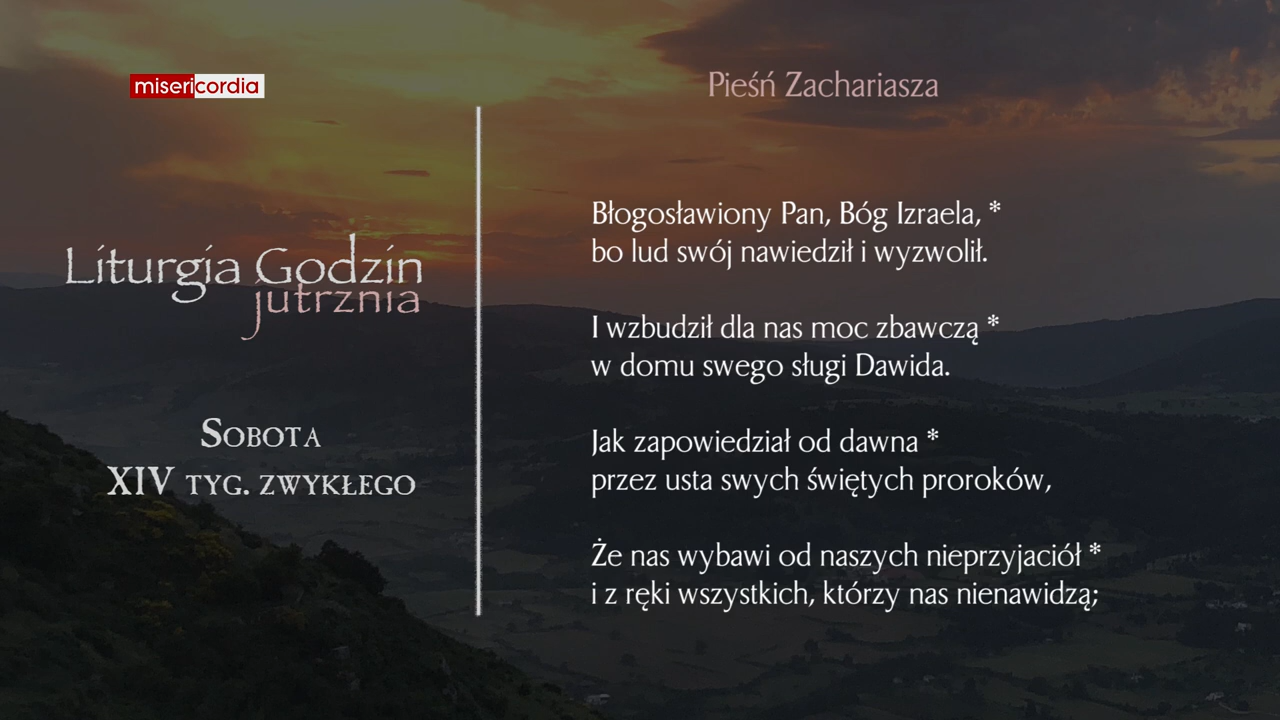 misericordia
Liturgia Godzin
jutrznia
Sobota
XIV tyg. zwykłego
Pieśń Zachariasza
Błogosławiony Pan, Bóg Izraela, *
bo lud swój nawiedził i wyzwolił.
I wzbudził dla nas moc zbawczą *
w domu swego sługi Dawida.
Jak zapowiedział od dawna *
przez usta swych świętych proroków,
Że nas wybawi od naszych nieprzyjaciół *
i z ręki wszystkich, którzy nas nienawidzą;